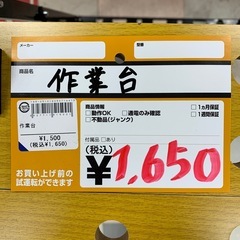 メーカー
型番
商品名
作業台
作業台
¥1,500
(税込¥1,650)
商品情報
□動作OK □通電のみ確認
□不動品(ジャンク)
□1ヵ月保証
□1週間保証
付属品 □あり
お買い上げ前の
試運転ができます
(税込)
¥1,650